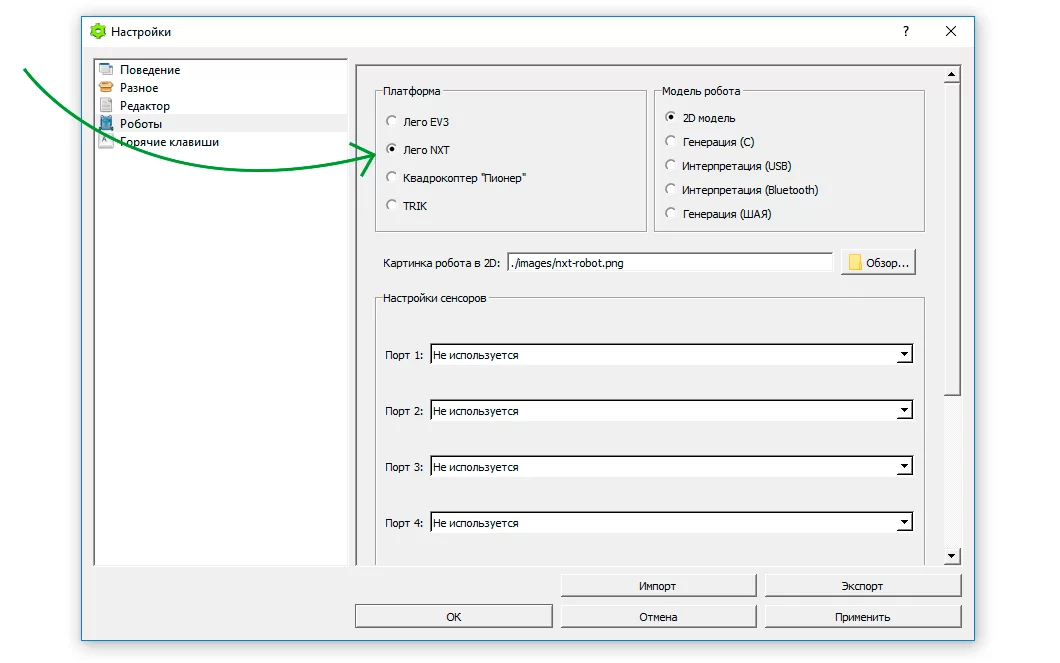 Настройки
?
Поведение
Разное
Редактор
Роботы
Горячие клавиши
Платформа
Лего EV3
Лего NXT
Квадрокоптер "Пионер"
TRIK
Модель робота
2D модель
Генерация (C)
Интерпретация (USB)
Интерпретация (Bluetooth)
Генерация (ШАЯ)
Картинка робота в 2D: ./images/nxt-robot.png Обзор...
Настройки сенсоров
Порт 1: Не используется
Порт 2: Не используется
Порт 3: Не используется
Порт 4: Не используется
Импорт Экспорт
ОК Отмена Применить